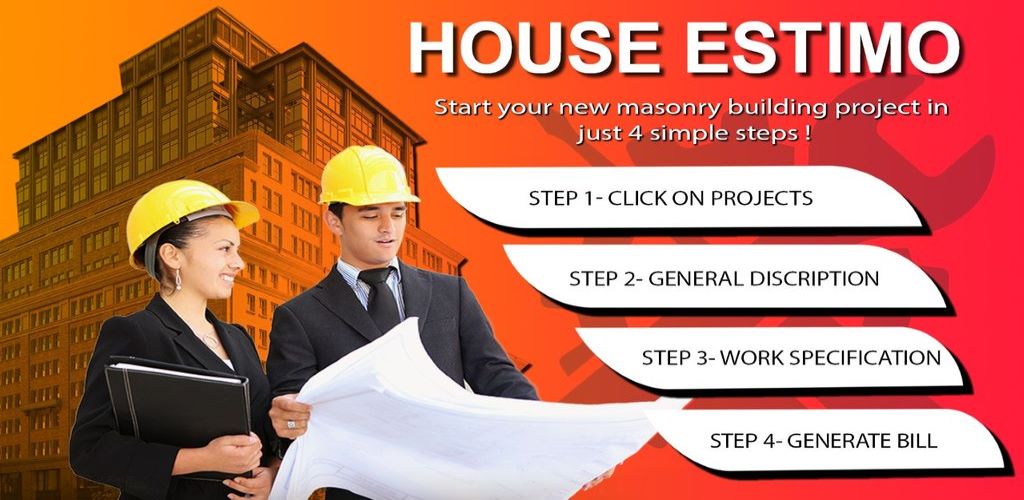 HOUSE ESTIMO
Start your new masonry building project in
just 4 simple steps !
STEP 1- CLICK ON PROJECTS
STEP 2- GENERAL DISCRIPTION
STEP 3- WORK SPECIFICATION
STEP 4- GENERATE BILL